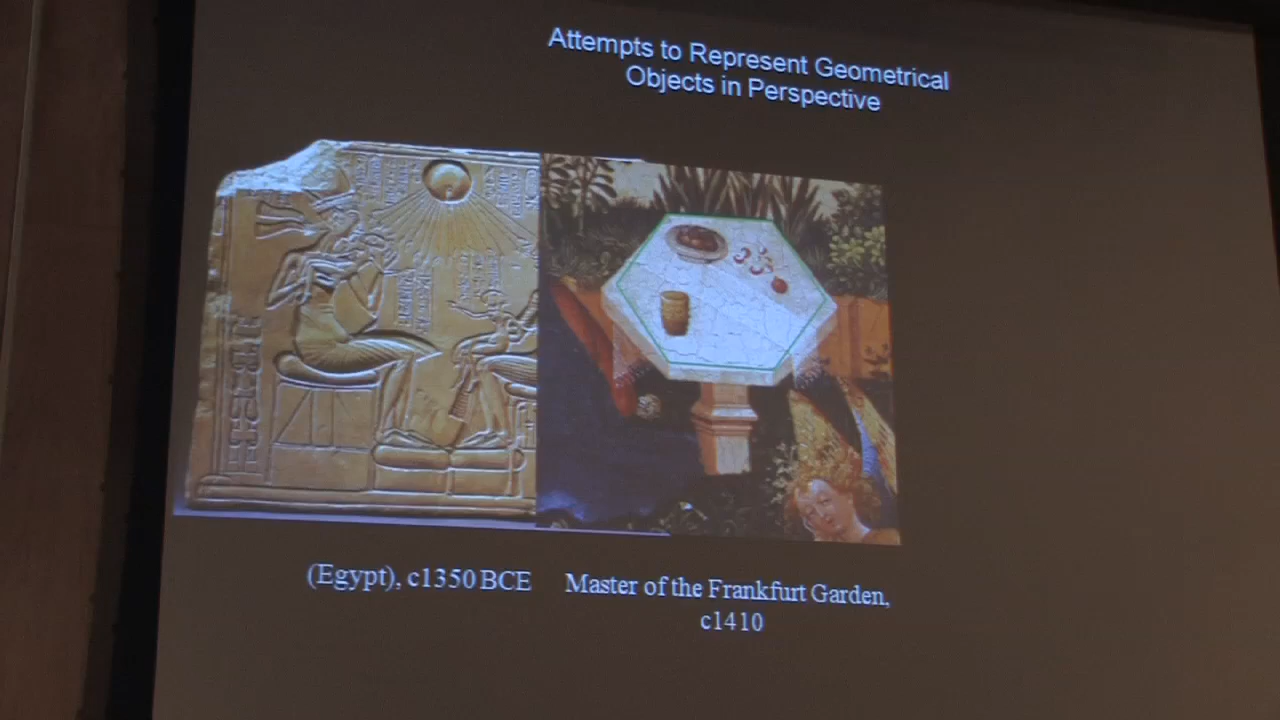 Attempts to Represent Geometrical
Objects in Perspective
(Egypt), c1350 BCE
Master of the Frankfurt Garden,
c1410